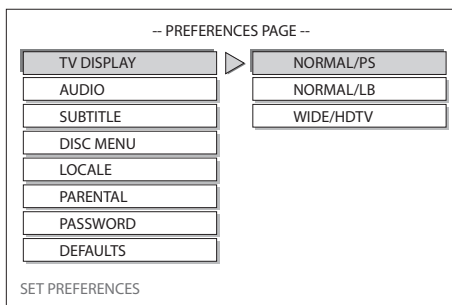 -- PREFERENCES PAGE --
TV DISPLAY
NORMAL/PS
AUDIO
NORMAL/LB
SUBTITLE
WIDE/HDTV
DISC MENU
LOCALE
PARENTAL
PASSWORD
DEFAULTS
SET PREFERENCES